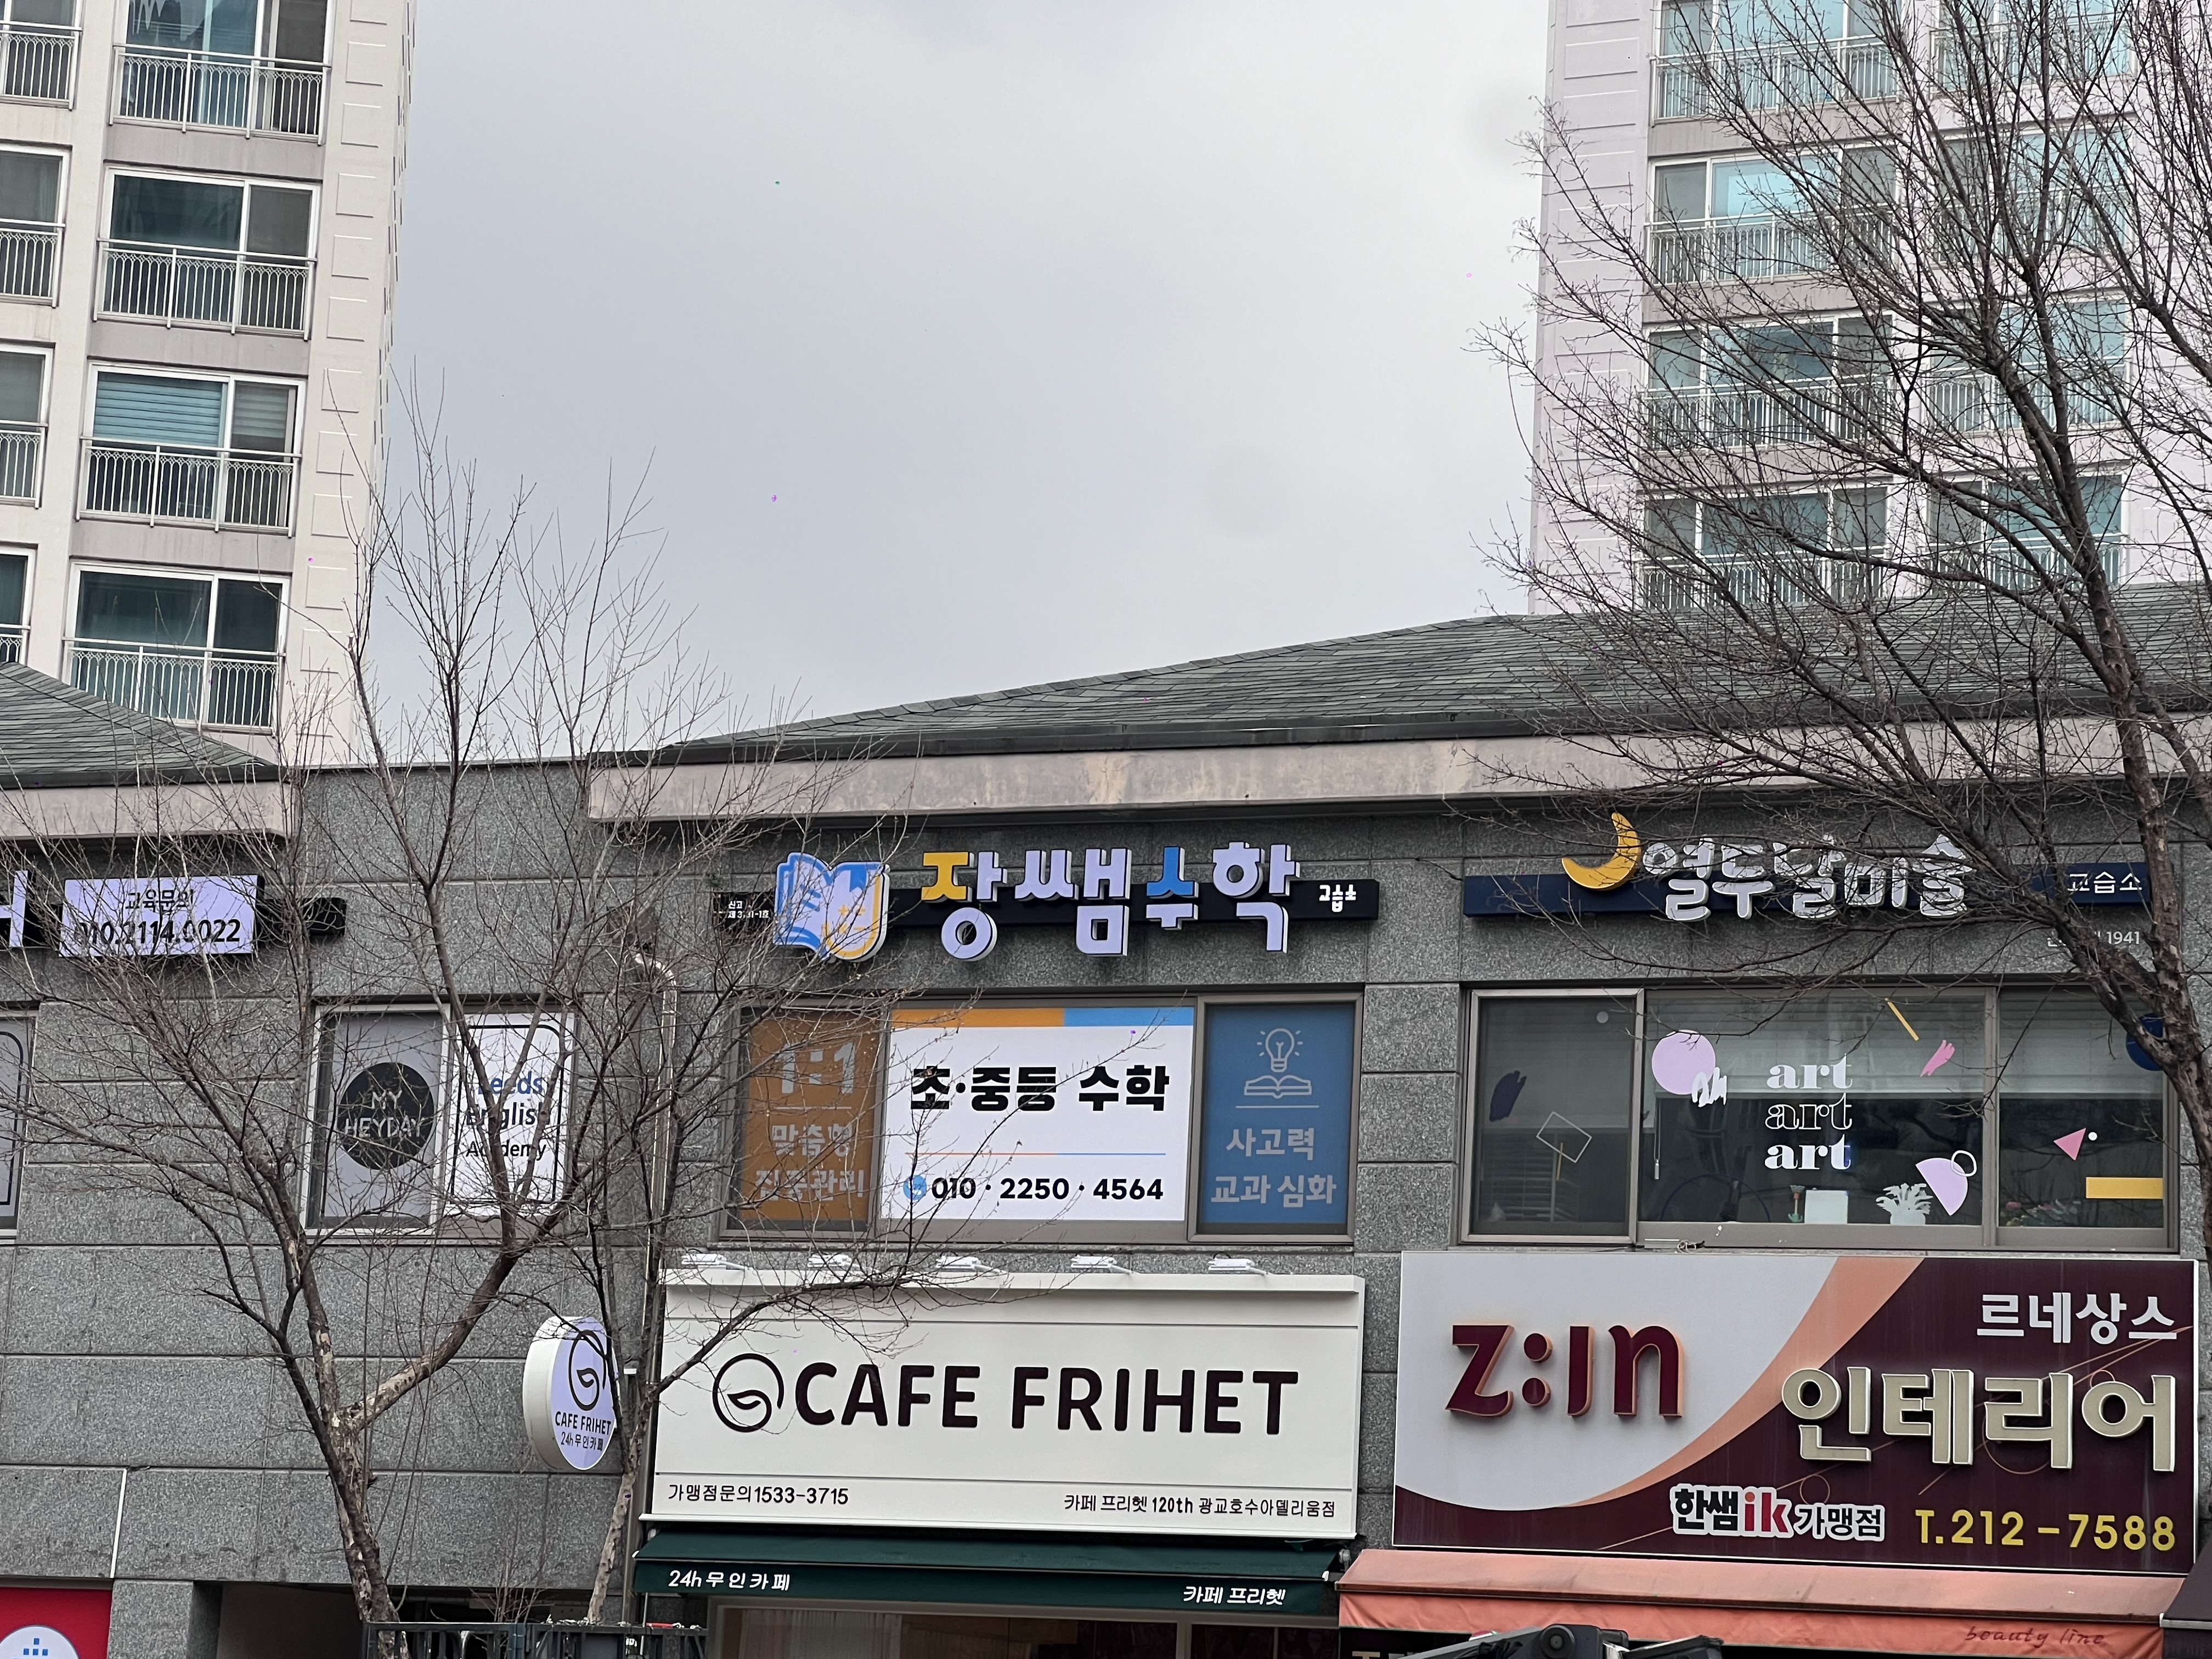 교육문의
010.2114.0022
장쌤수학 교습소
열두달미술 교습소
1941
MY
HEYDAY
Leeds
English
Academy
1:1
맞춤형
집중관리!
초·중등 수학
010 · 2250 · 4564
사고력
교과 심화
art
art
art
CAFE FRIHET
24h 무인카페
CAFE FRIHET
가맹점문의1533-3715
카페 프리헷 120th 광교호수아델리움점
24h 무인카페
카페 프리헷
Z:IN
르네상스
인테리어
한샘ik 가맹점
T.212-7588
beauty line